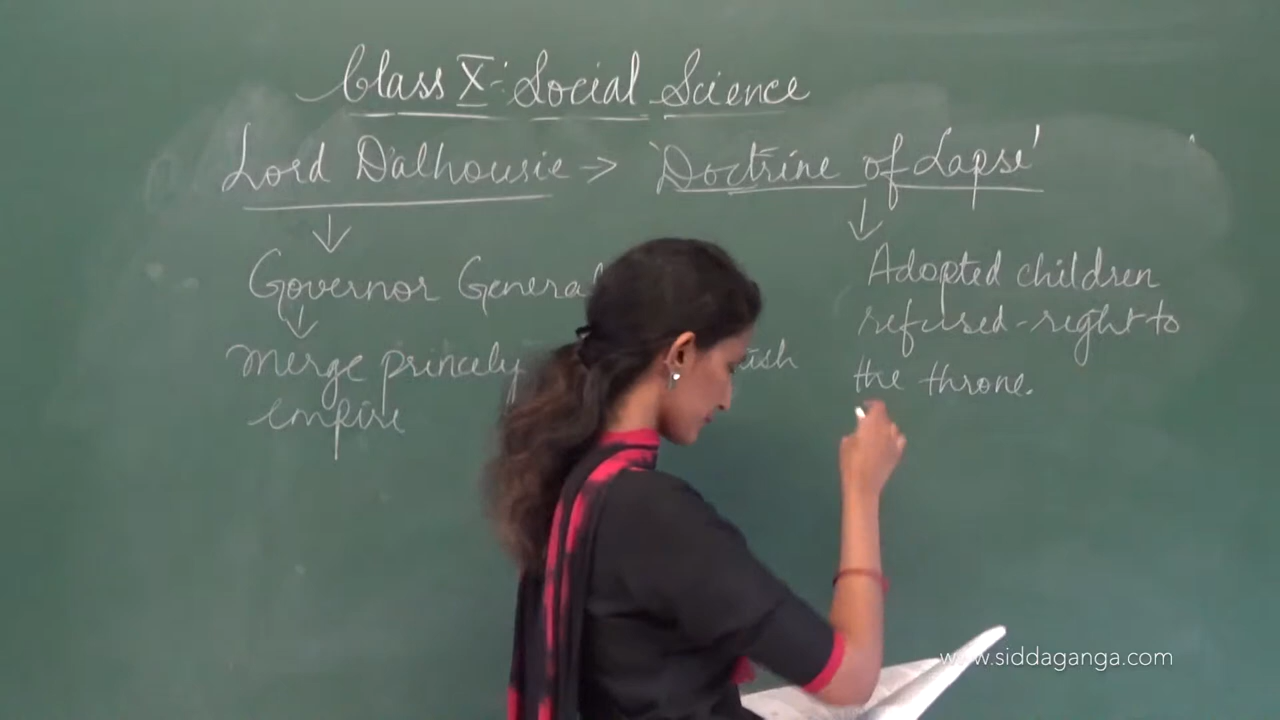 Class X: Social Science
Lord Dalhousie → 'Doctrine of Lapse'
↓
↓
Governor General
Adopted children
↓
refused - right to
Merge princely
the throne.
empire
www.siddaganga.com